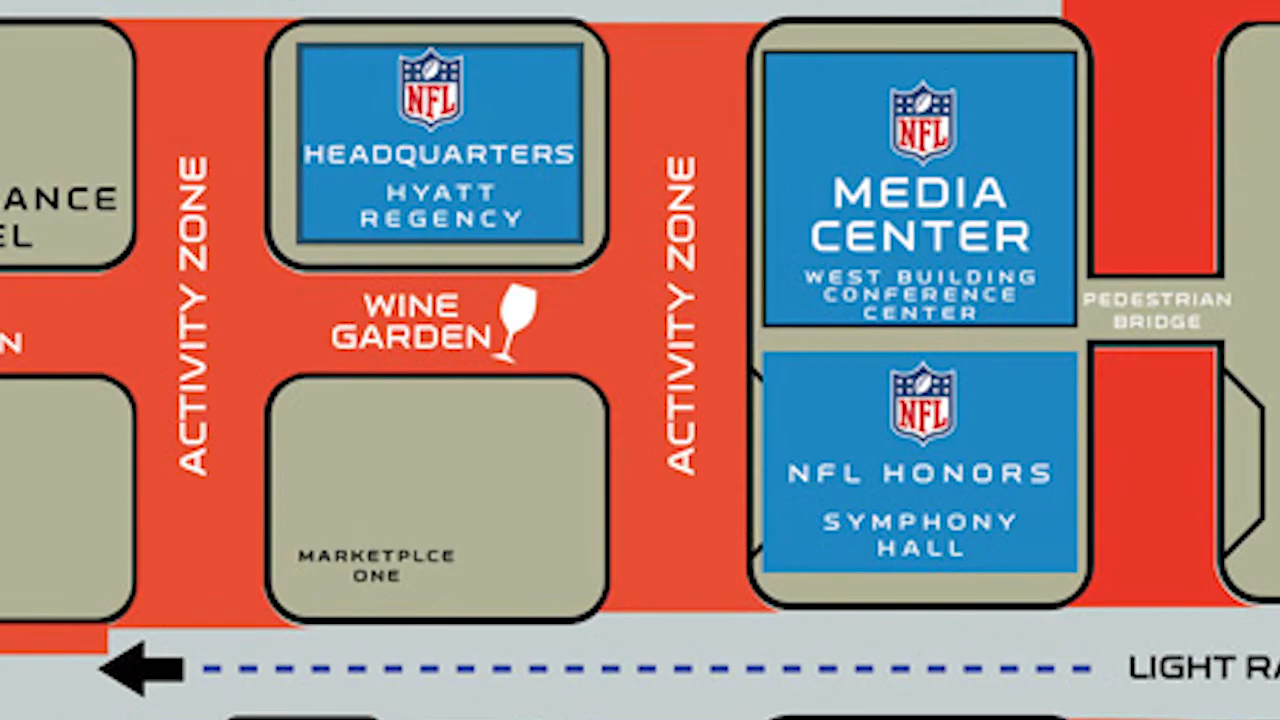 ANCE
EL
N
ACTIVITY ZONE
NFL
HEADQUARTERS
HYATT
REGENCY
WINE
GARDEN
MARKETPLCE
ONE
ACTIVITY ZONE
NFL
MEDIA
CENTER
WEST BUILDING
CONFERENCE
CENTER
NFL
NFL HONORS
SYMPHONY
HALL
PEDESTRIAN
BRIDGE
LIGHT RA